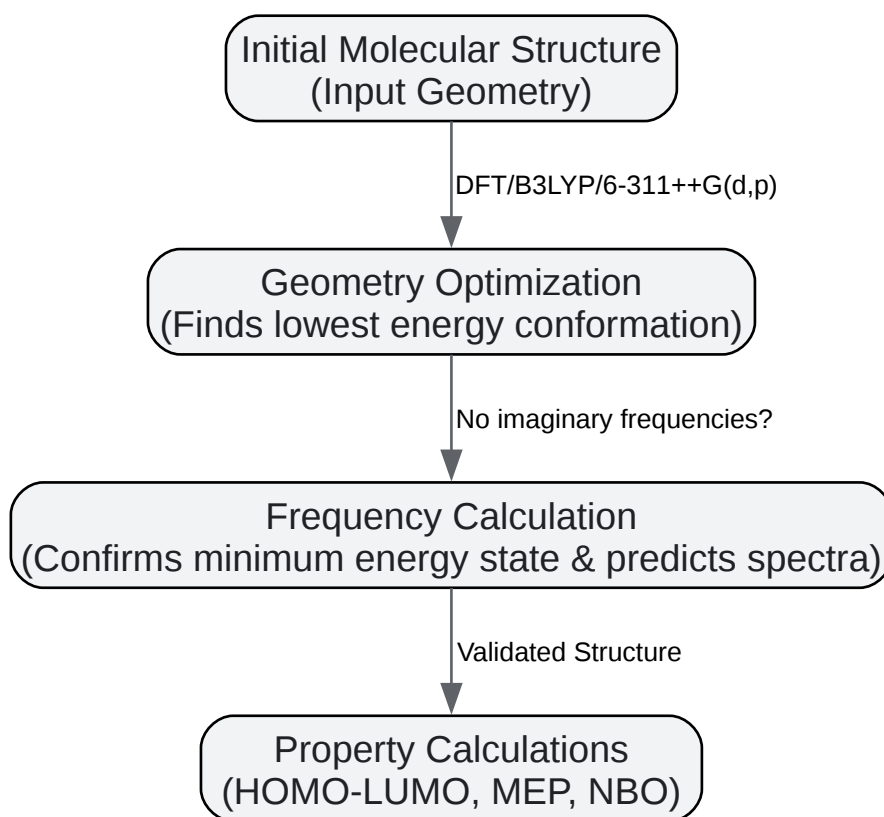 Initial Molecular Structure
(Input Geometry)
DFT/B3LYP/6-311++G(d,p)
Geometry Optimization
(Finds lowest energy conformation)
No imaginary frequencies?
Frequency Calculation
(Confirms minimum energy state & predicts spectra)
Validated Structure
Property Calculations
(HOMO-LUMO, MEP, NBO)